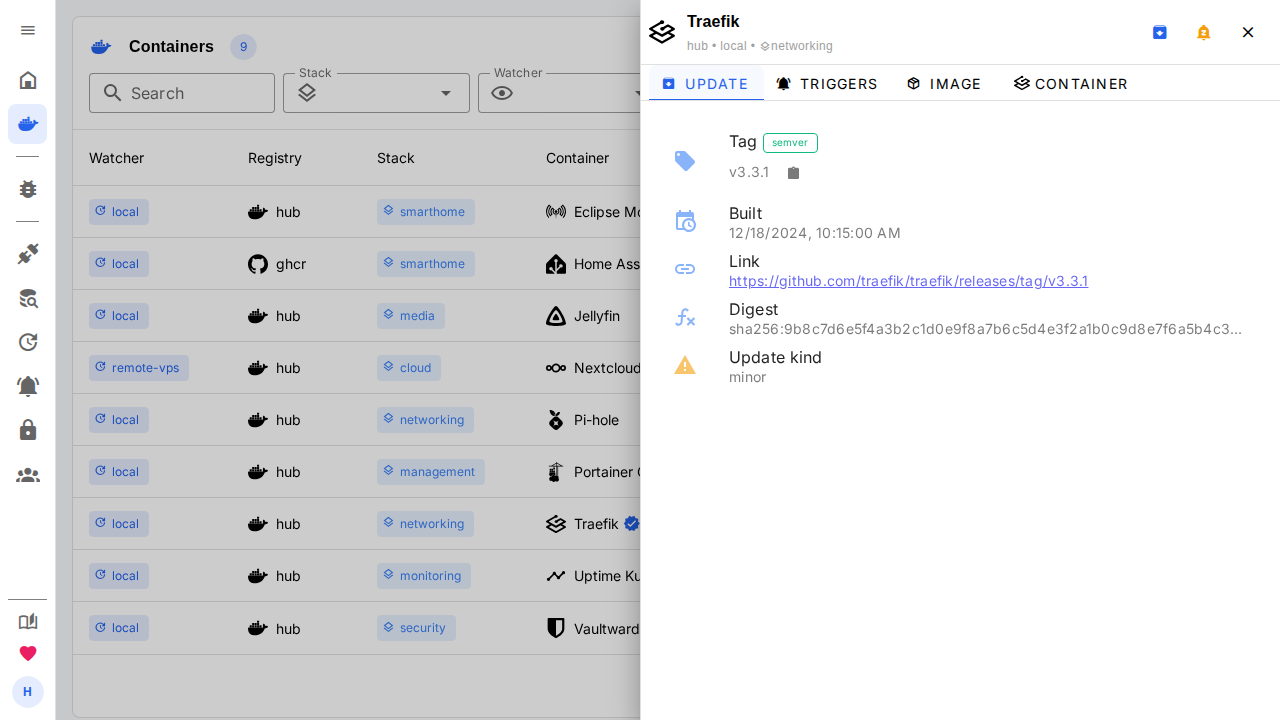 Containers 9
Search
Stack
Watcher
Watcher Registry Stack Container
local hub smarthome Eclipse Mo
local ghcr smarthome Home Ass
local hub media Jellyfin
remote-vps hub cloud Nextcloud
local hub networking Pi-hole
local hub management Portainer
local hub networking Traefik
local hub monitoring Uptime Ku
local hub security Vaultward
H
Traefik
hub • local • networking
UPDATE TRIGGERS IMAGE CONTAINER
Tag semver
v3.3.1
Built
12/18/2024, 10:15:00 AM
Link
https://github.com/traefik/traefik/releases/tag/v3.3.1
Digest
sha256:9b8c7d6e5f4a3b2c1d0e9f8a7b6c5d4e3f2a1b0c9d8e7f6a5b4c3...
Update kind
minor